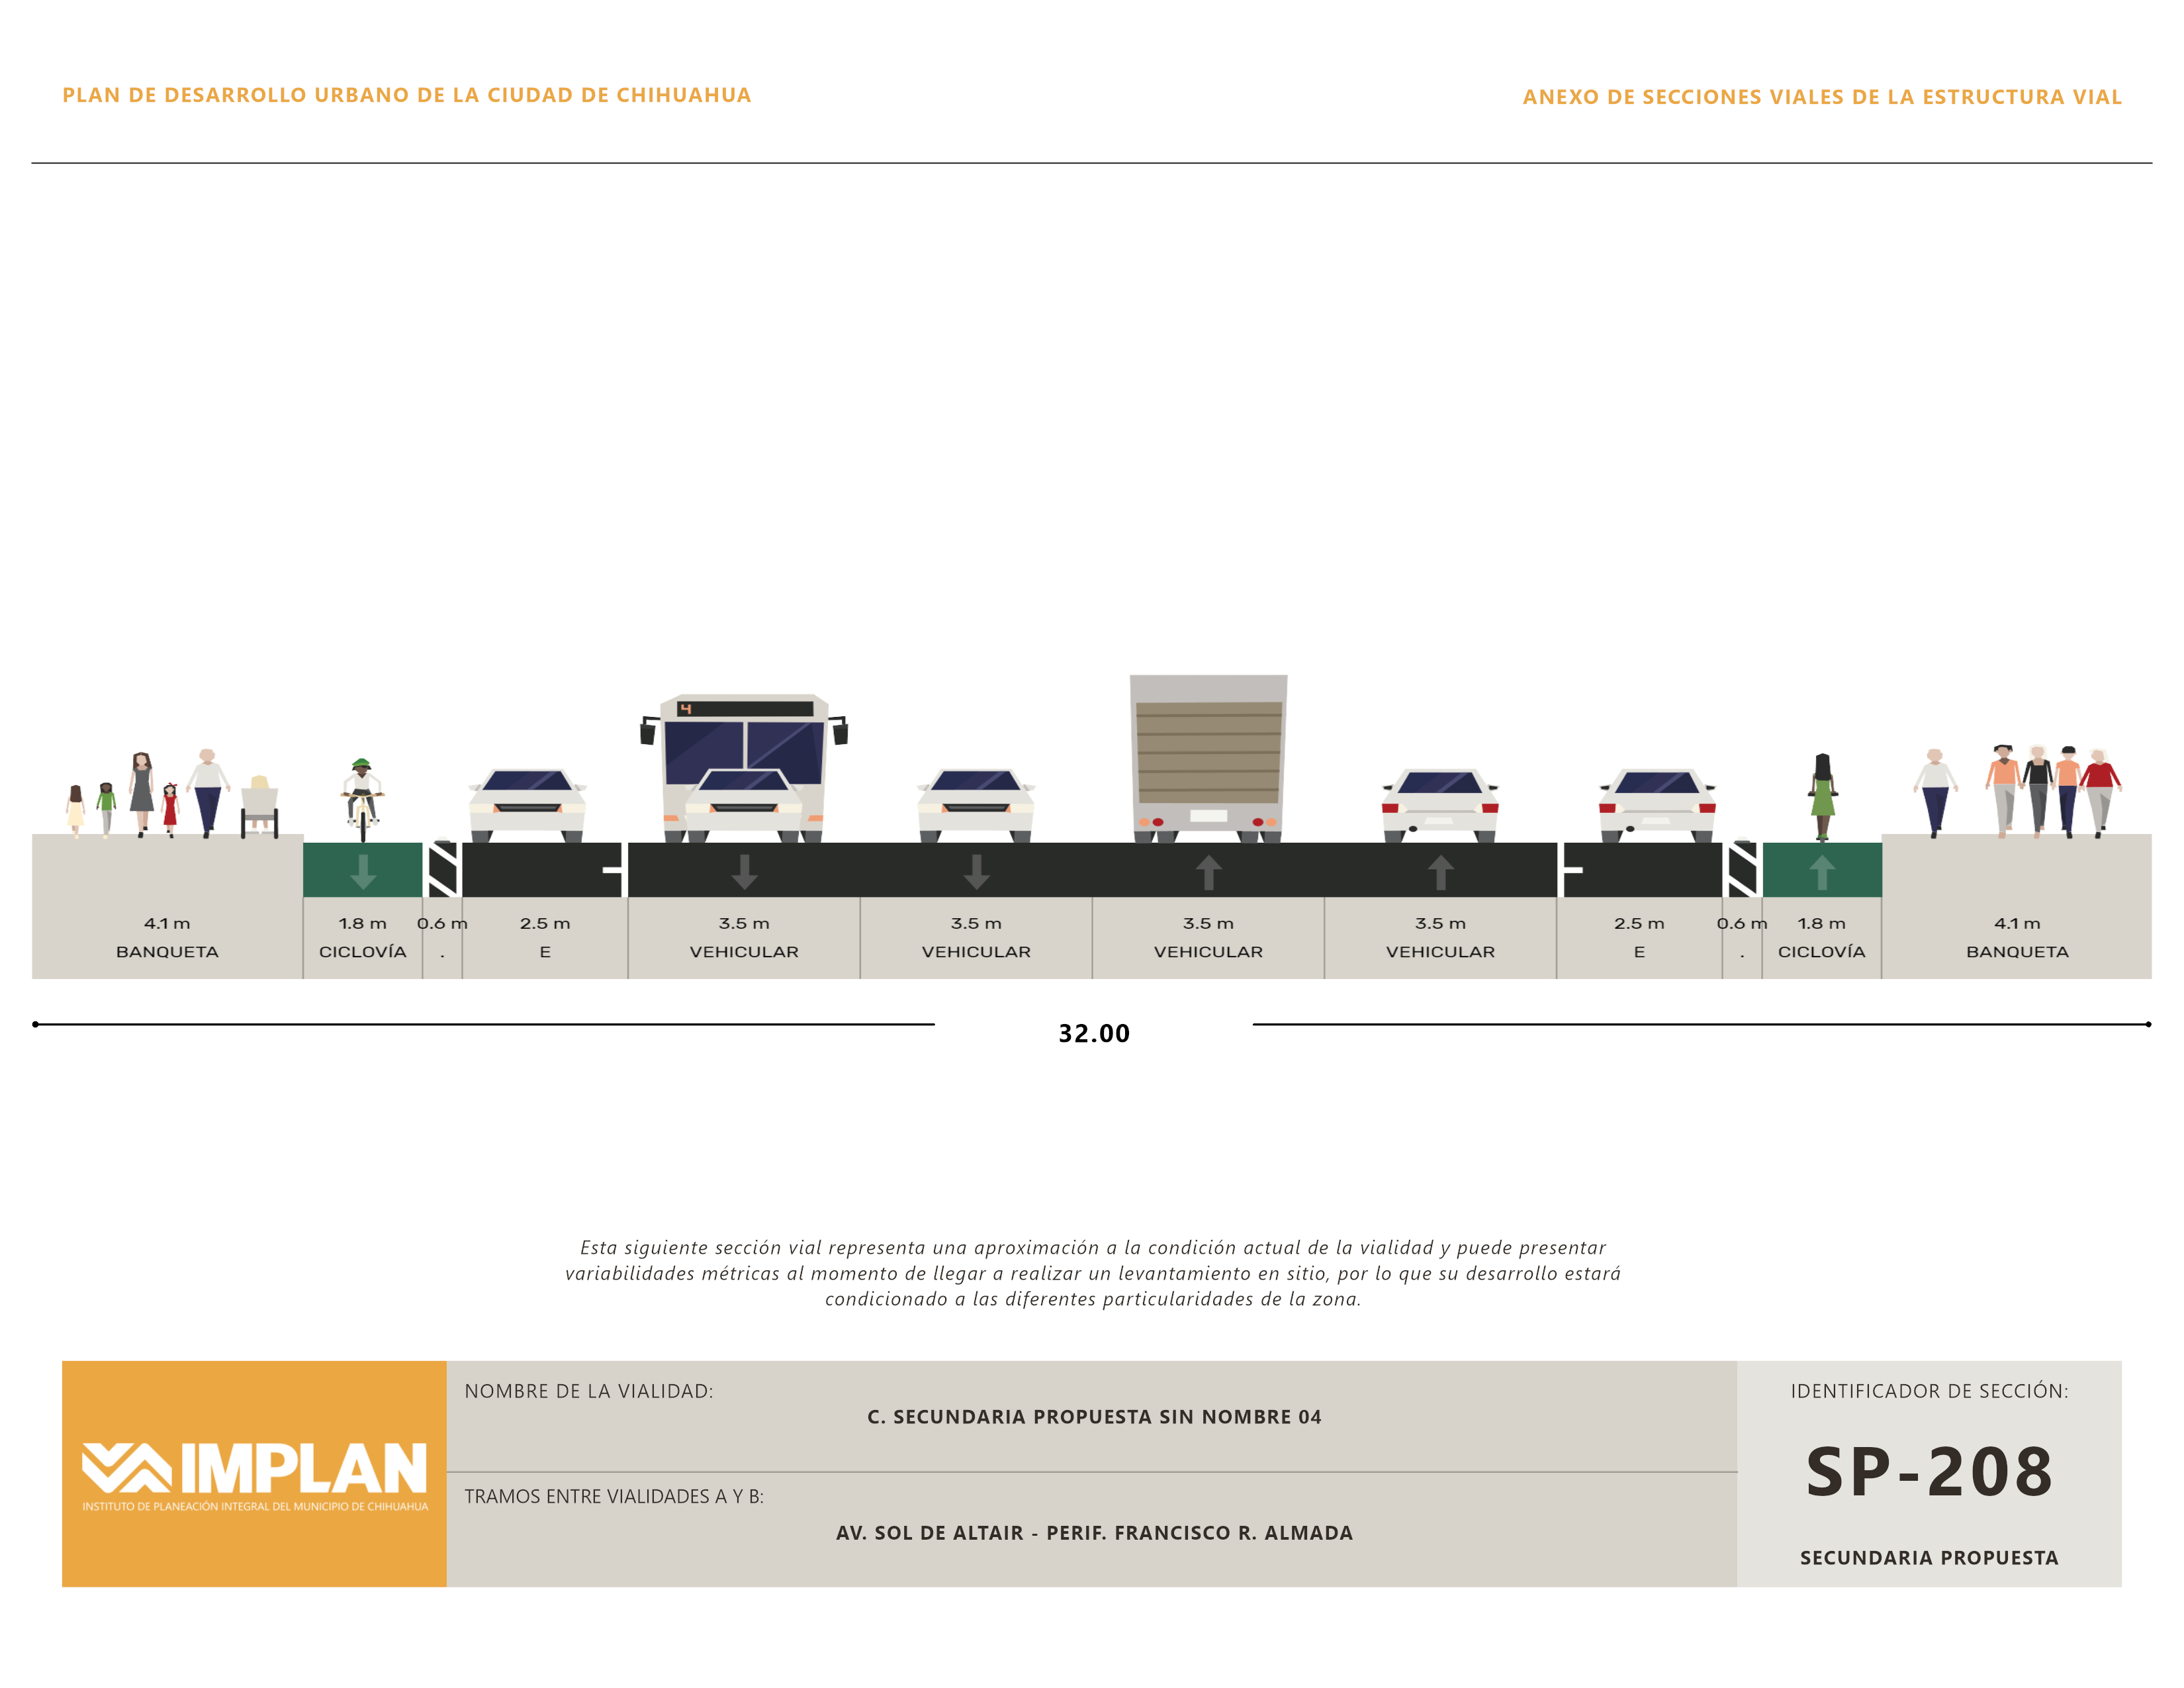 PLAN DE DESARROLLO URBANO DE LA CIUDAD DE CHIHUAHUA
ANEXO DE SECCIONES VIALES DE LA ESTRUCTURA VIAL
4
4.1 m 1.8 m 0.6 m 2.5 m 3.5 m 3.5 m 3.5 m 3.5 m 2.5 m 0.6 m 1.8 m 4.1 m
BANQUETA CICLOVÍA . E VEHICULAR VEHICULAR VEHICULAR VEHICULAR E . CICLOVÍA BANQUETA
32.00
Esta siguiente sección vial representa una aproximación a la condición actual de la vialidad y puede presentar
variabilidades métricas al momento de llegar a realizar un levantamiento en sitio, por lo que su desarrollo estará
condicionado a las diferentes particularidades de la zona.
IMPLAN
INSTITUTO DE PLANEACIÓN INTEGRAL DEL MUNICIPIO DE CHIHUAHUA
NOMBRE DE LA VIALIDAD:
C. SECUNDARIA PROPUESTA SIN NOMBRE 04
TRAMOS ENTRE VIALIDADES A Y B:
AV. SOL DE ALTAIR - PERIF. FRANCISCO R. ALMADA
IDENTIFICADOR DE SECCIÓN:
SP-208
SECUNDARIA PROPUESTA